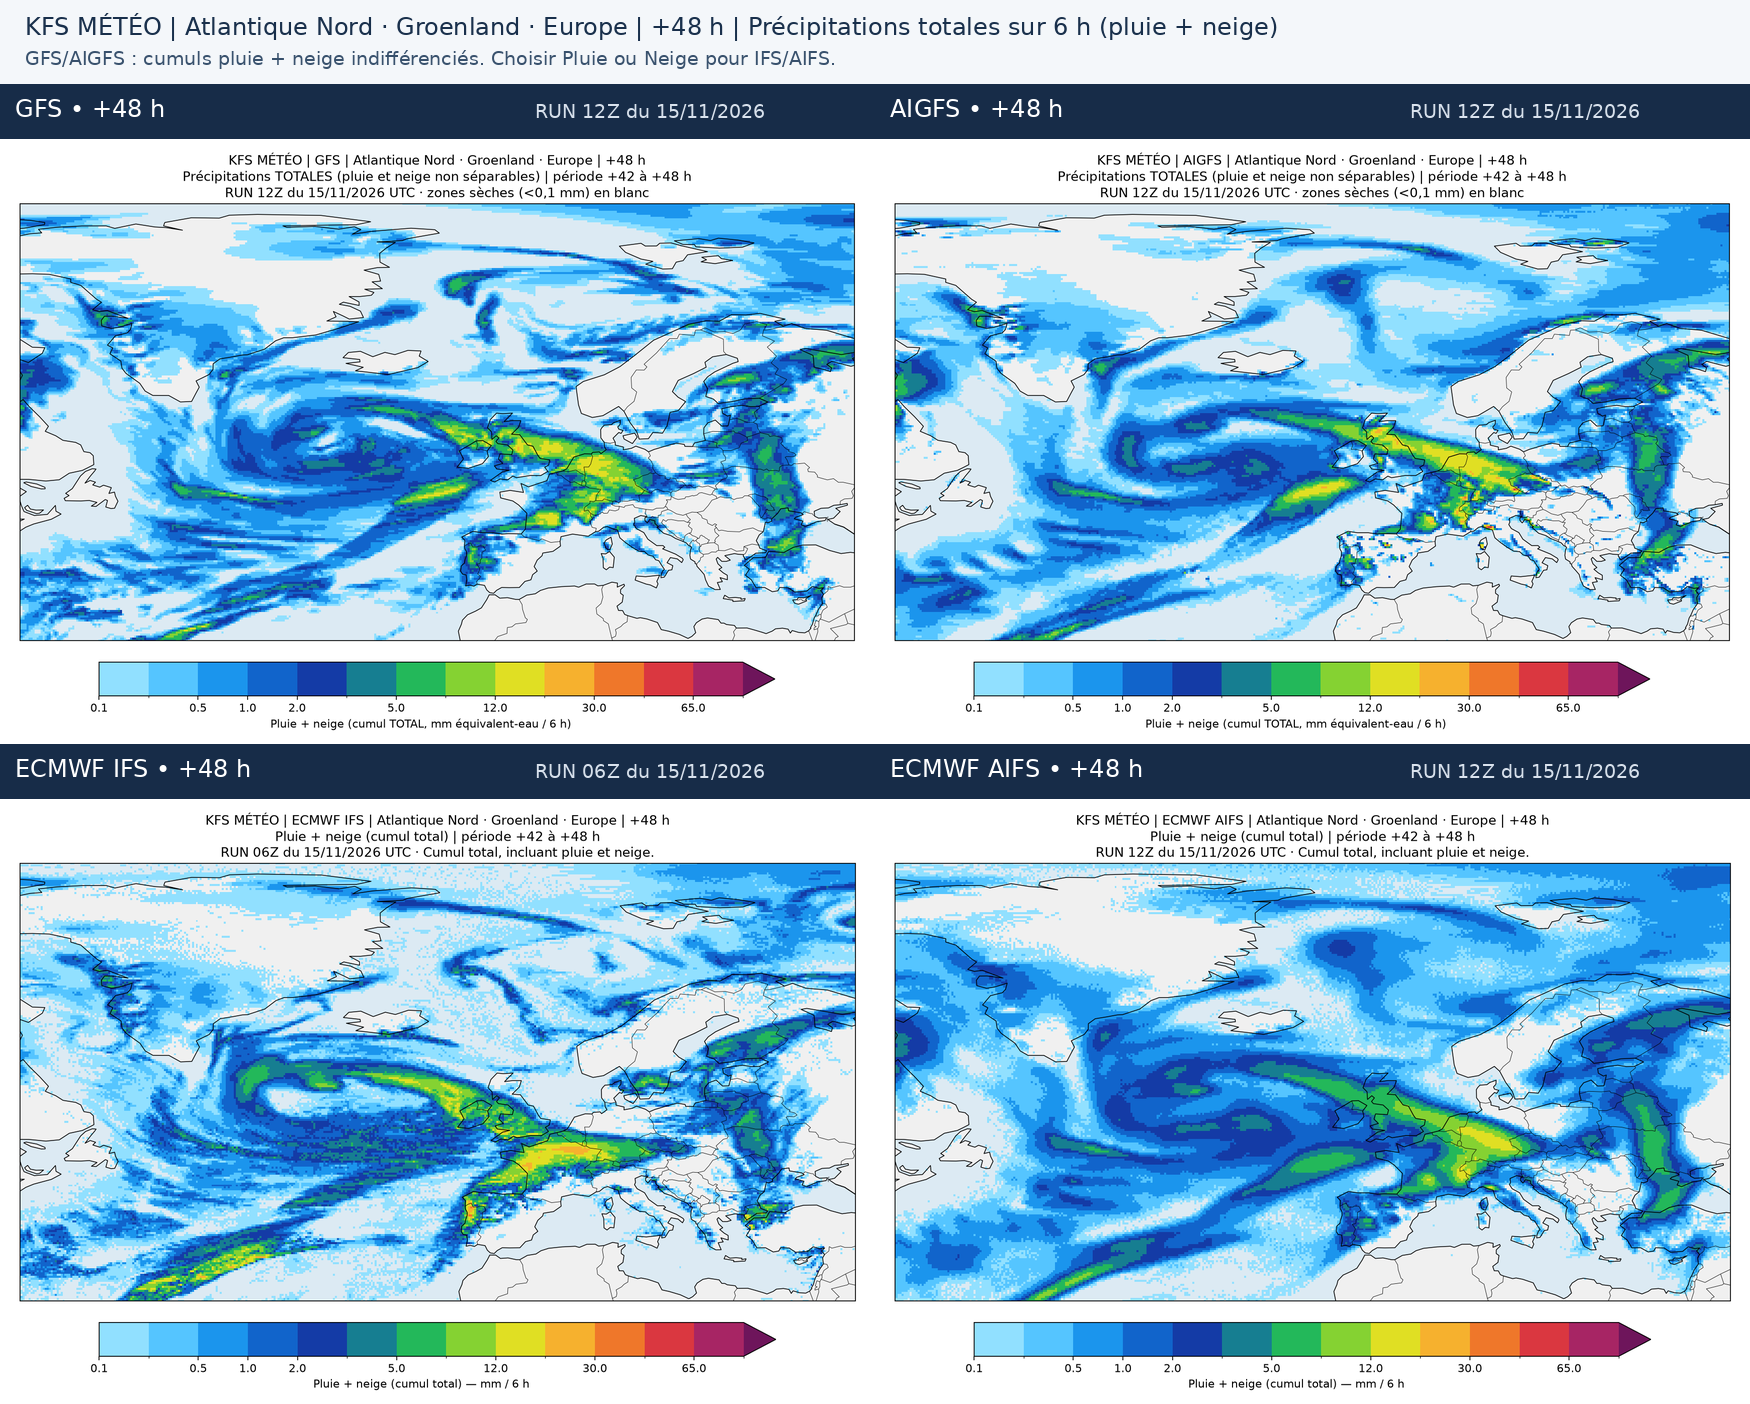 KFS MÉTÉO | Atlantique Nord · Groenland · Europe | +48 h | Précipitations totales sur 6 h (pluie + neige)
GFS/AIGFS : cumuls pluie + neige indifférenciés. Choisir Pluie ou Neige pour IFS/AIFS.
GFS • +48 h
RUN 12Z du 15/11/2026
AIGFS • +48 h
RUN 12Z du 15/11/2026
KFS MÉTÉO | GFS | Atlantique Nord · Groenland · Europe | +48 h
Précipitations TOTALES (pluie et neige non séparables) | période +42 à +48 h
RUN 12Z du 15/11/2026 UTC · zones sèches (<0,1 mm) en blanc
KFS MÉTÉO | AIGFS | Atlantique Nord · Groenland · Europe | +48 h
Précipitations TOTALES (pluie et neige non séparables) | période +42 à +48 h
RUN 12Z du 15/11/2026 UTC · zones sèches (<0,1 mm) en blanc
0.1 0.5 1.0 2.0 5.0 12.0 30.0 65.0
Pluie + neige (cumul TOTAL, mm équivalent-eau / 6 h)
0.1 0.5 1.0 2.0 5.0 12.0 30.0 65.0
Pluie + neige (cumul TOTAL, mm équivalent-eau / 6 h)
ECMWF IFS • +48 h
RUN 06Z du 15/11/2026
ECMWF AIFS • +48 h
RUN 12Z du 15/11/2026
KFS MÉTÉO | ECMWF IFS | Atlantique Nord · Groenland · Europe | +48 h
Pluie + neige (cumul total) | période +42 à +48 h
RUN 06Z du 15/11/2026 UTC · Cumul total, incluant pluie et neige.
KFS MÉTÉO | ECMWF AIFS | Atlantique Nord · Groenland · Europe | +48 h
Pluie + neige (cumul total) | période +42 à +48 h
RUN 12Z du 15/11/2026 UTC · Cumul total, incluant pluie et neige.
0.1 0.5 1.0 2.0 5.0 12.0 30.0 65.0
Pluie + neige (cumul total) — mm / 6 h
0.1 0.5 1.0 2.0 5.0 12.0 30.0 65.0
Pluie + neige (cumul total) — mm / 6 h